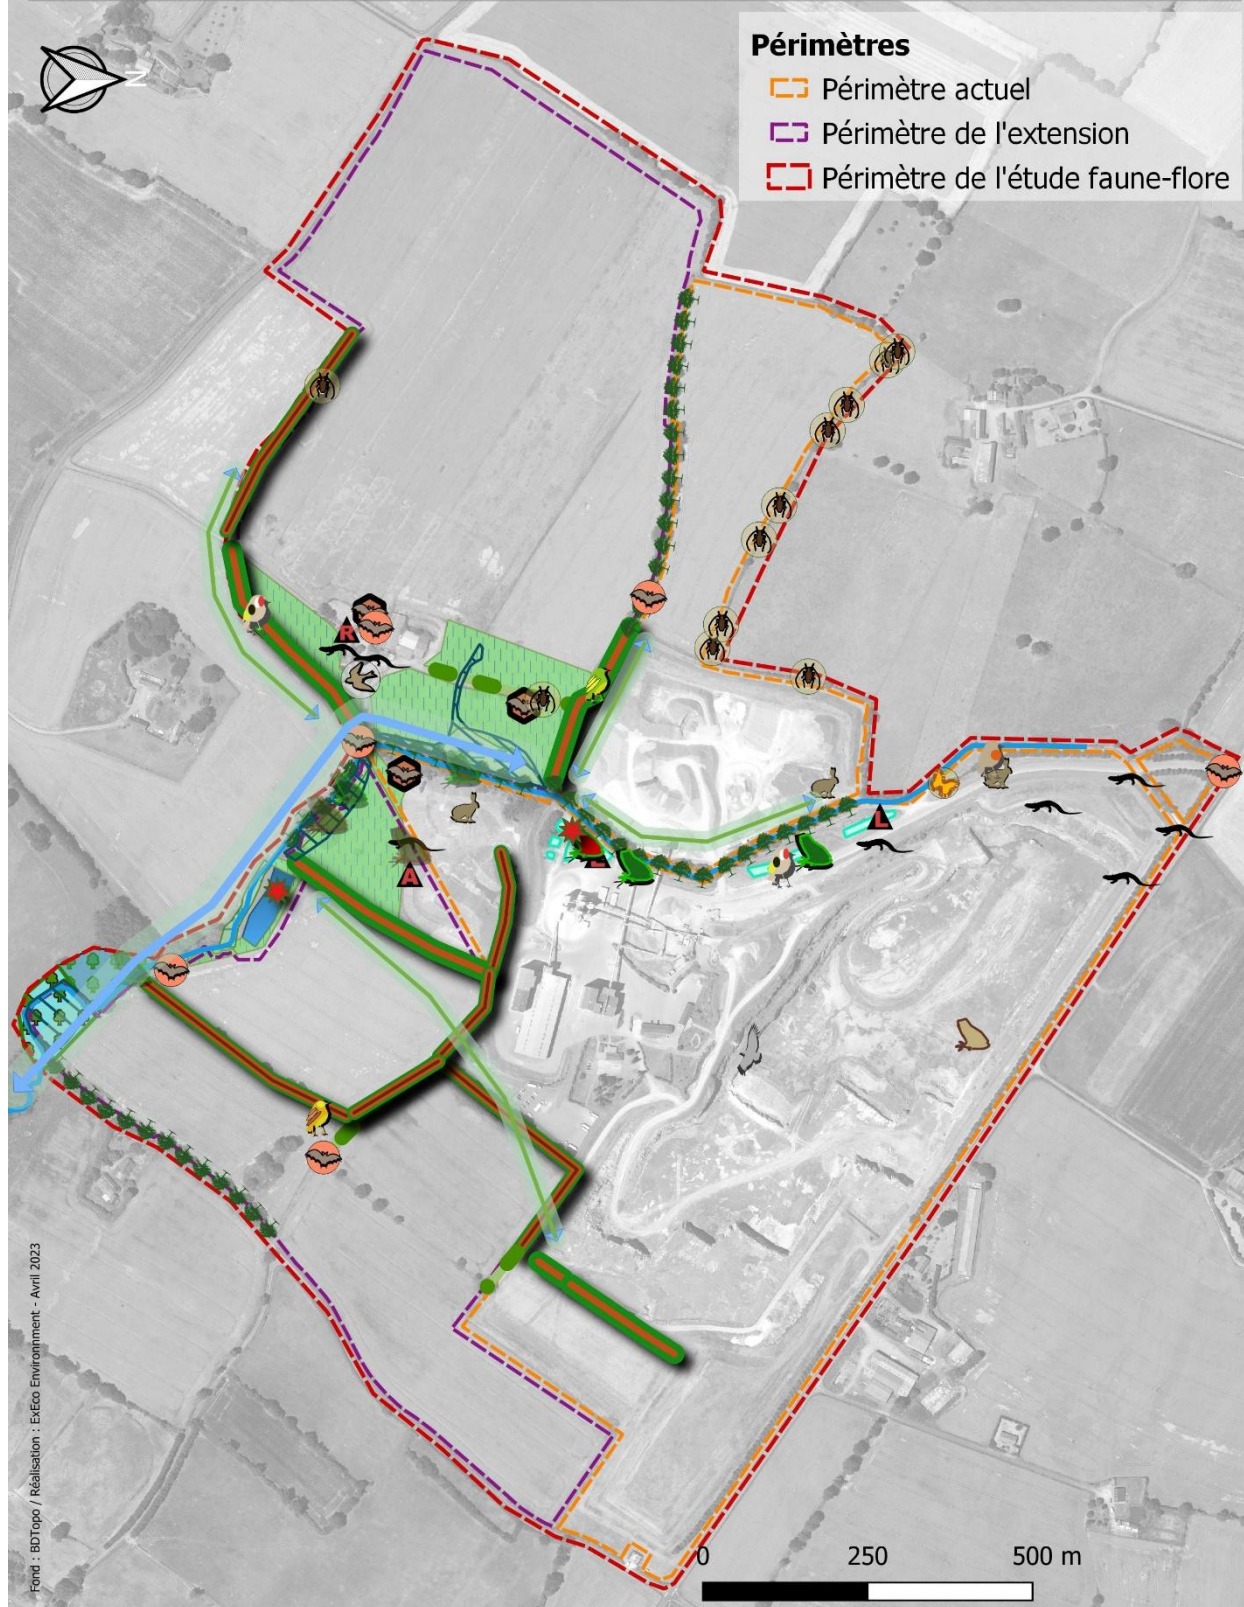 Périmètres
Périmètre actuel
Périmètre de l'extension
Périmètre de l'étude faune-flore
N
R
A
L
L
0 250 500 m
Fond : BDTopo / Réalisation : ExEco Environment - Avril 2023